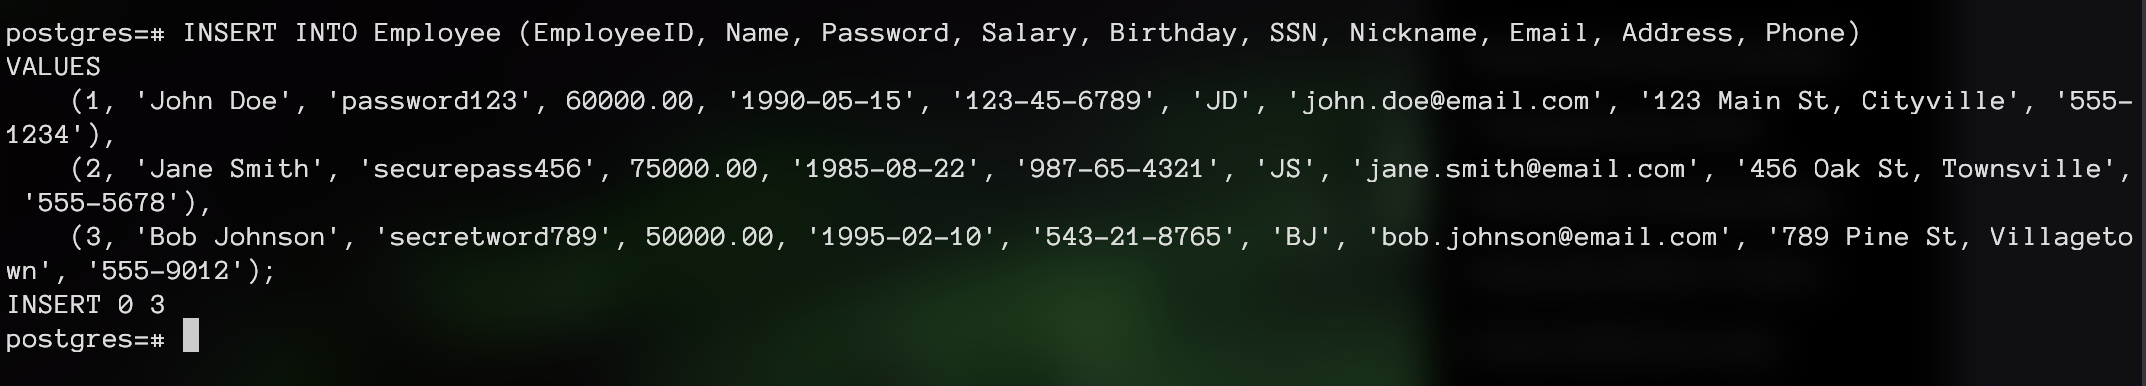 postgres=# INSERT INTO Employee (EmployeeID, Name, Password, Salary, Birthday, SSN, Nickname, Email, Address, Phone)
VALUES
    (1, 'John Doe', 'password123', 60000.00, '1990-05-15', '123-45-6789', 'JD', 'john.doe@email.com', '123 Main St, Cityville', '555-
1234'),
    (2, 'Jane Smith', 'securepass456', 75000.00, '1985-08-22', '987-65-4321', 'JS', 'jane.smith@email.com', '456 Oak St, Townsville',
 '555-5678'),
    (3, 'Bob Johnson', 'secretword789', 50000.00, '1995-02-10', '543-21-8765', 'BJ', 'bob.johnson@email.com', '789 Pine St, Villageto
wn', '555-9012');
INSERT 0 3
postgres=#